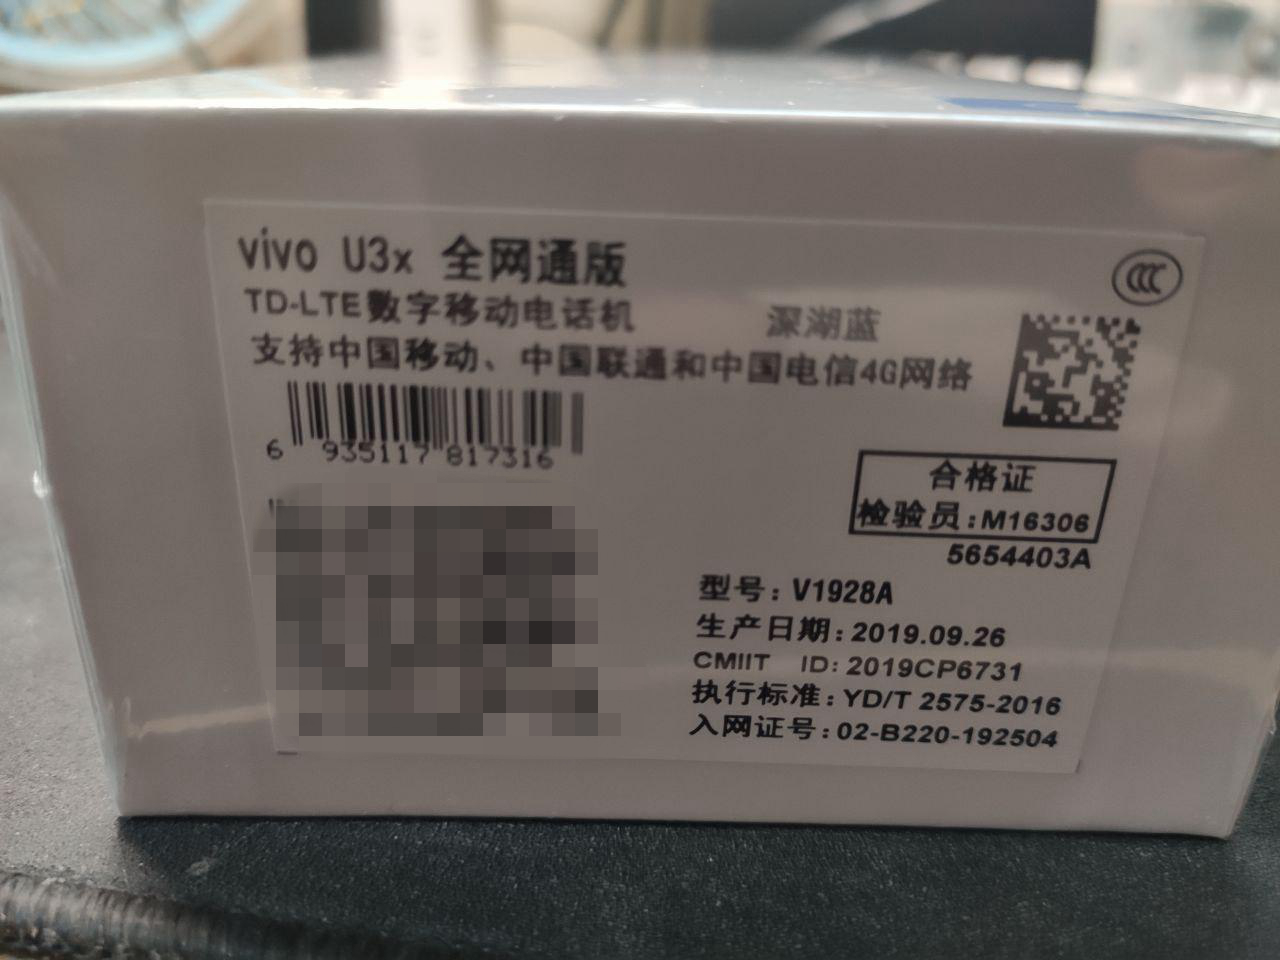 vivo U3x 全网通版
TD-LTE数字移动电话机 深湖蓝
支持中国移动、中国联通和中国电信4G网络
6 935117 817316
合格证
检验员:M16306
5654403A
型号: V1928A
生产日期: 2019.09.26
CMIIT ID: 2019CP6731
执行标准: YD/T 2575-2016
入网证号: 02-B220-192504